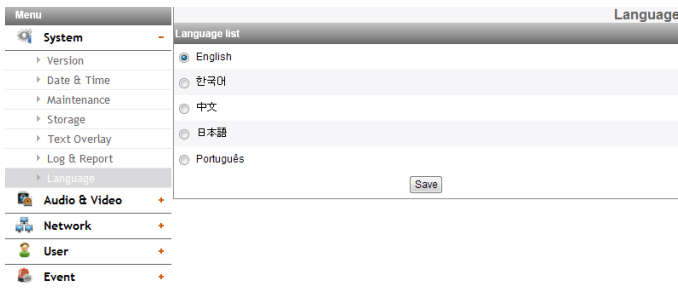 Menu
System
Version
Date & Time
Maintenance
Storage
Text Overlay
Log & Report
Language
Audio & Video
Network
User
Event
Language
Language list
English
한국어
中文
日本語
Português
Save